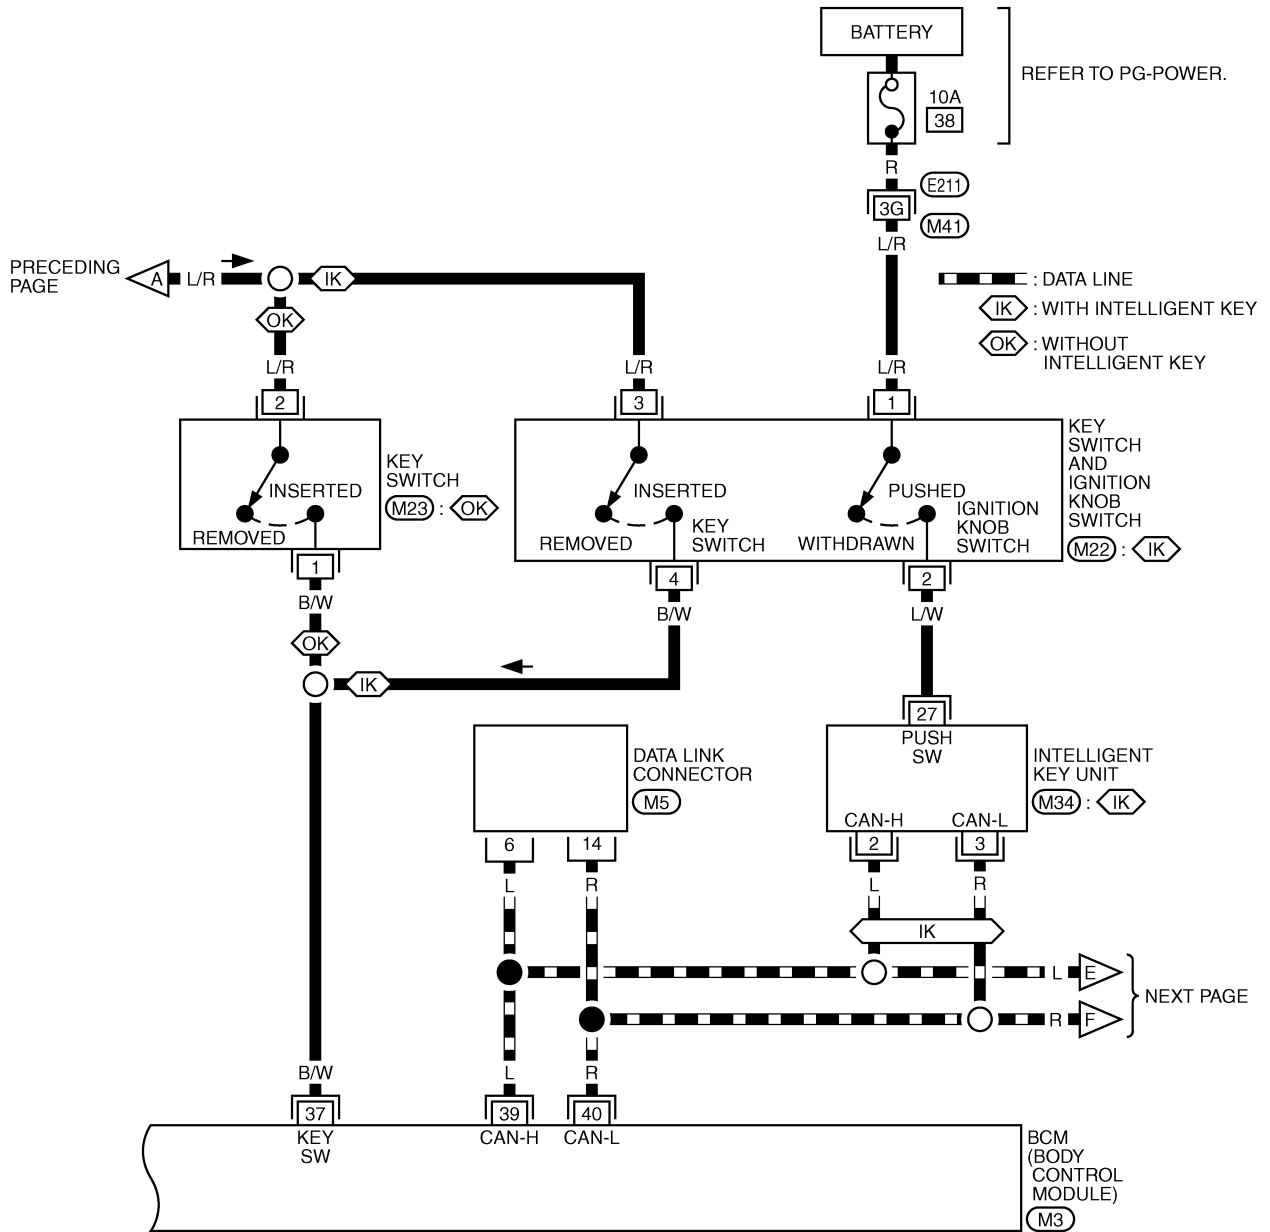 BATTERY
REFER TO PG-POWER.
10A
38
R
E211
3G
M41
L/R
PRECEDING
PAGE
A
L/R
IK
OK
: DATA LINE
IK : WITH INTELLIGENT KEY
OK : WITHOUT
INTELLIGENT KEY
L/R
L/R
L/R
2
3
1
KEY
SWITCH
M23 : OK
INSERTED
REMOVED
INSERTED
REMOVED
KEY
SWITCH
PUSHED
WITHDRAWN
IGNITION
KNOB
SWITCH
KEY
SWITCH
AND
IGNITION
KNOB
SWITCH
M22 : IK
1
4
2
B/W
B/W
L/W
OK
IK
27
PUSH
SW
DATA LINK
CONNECTOR
M5
INTELLIGENT
KEY UNIT
M34 : IK
CAN-H
CAN-L
6
14
2
3
L
R
L
R
IK
L
E
R
F
NEXT PAGE
B/W
L
R
37
39
40
KEY
SW
CAN-H
CAN-L
BCM
(BODY
CONTROL
MODULE)
M3